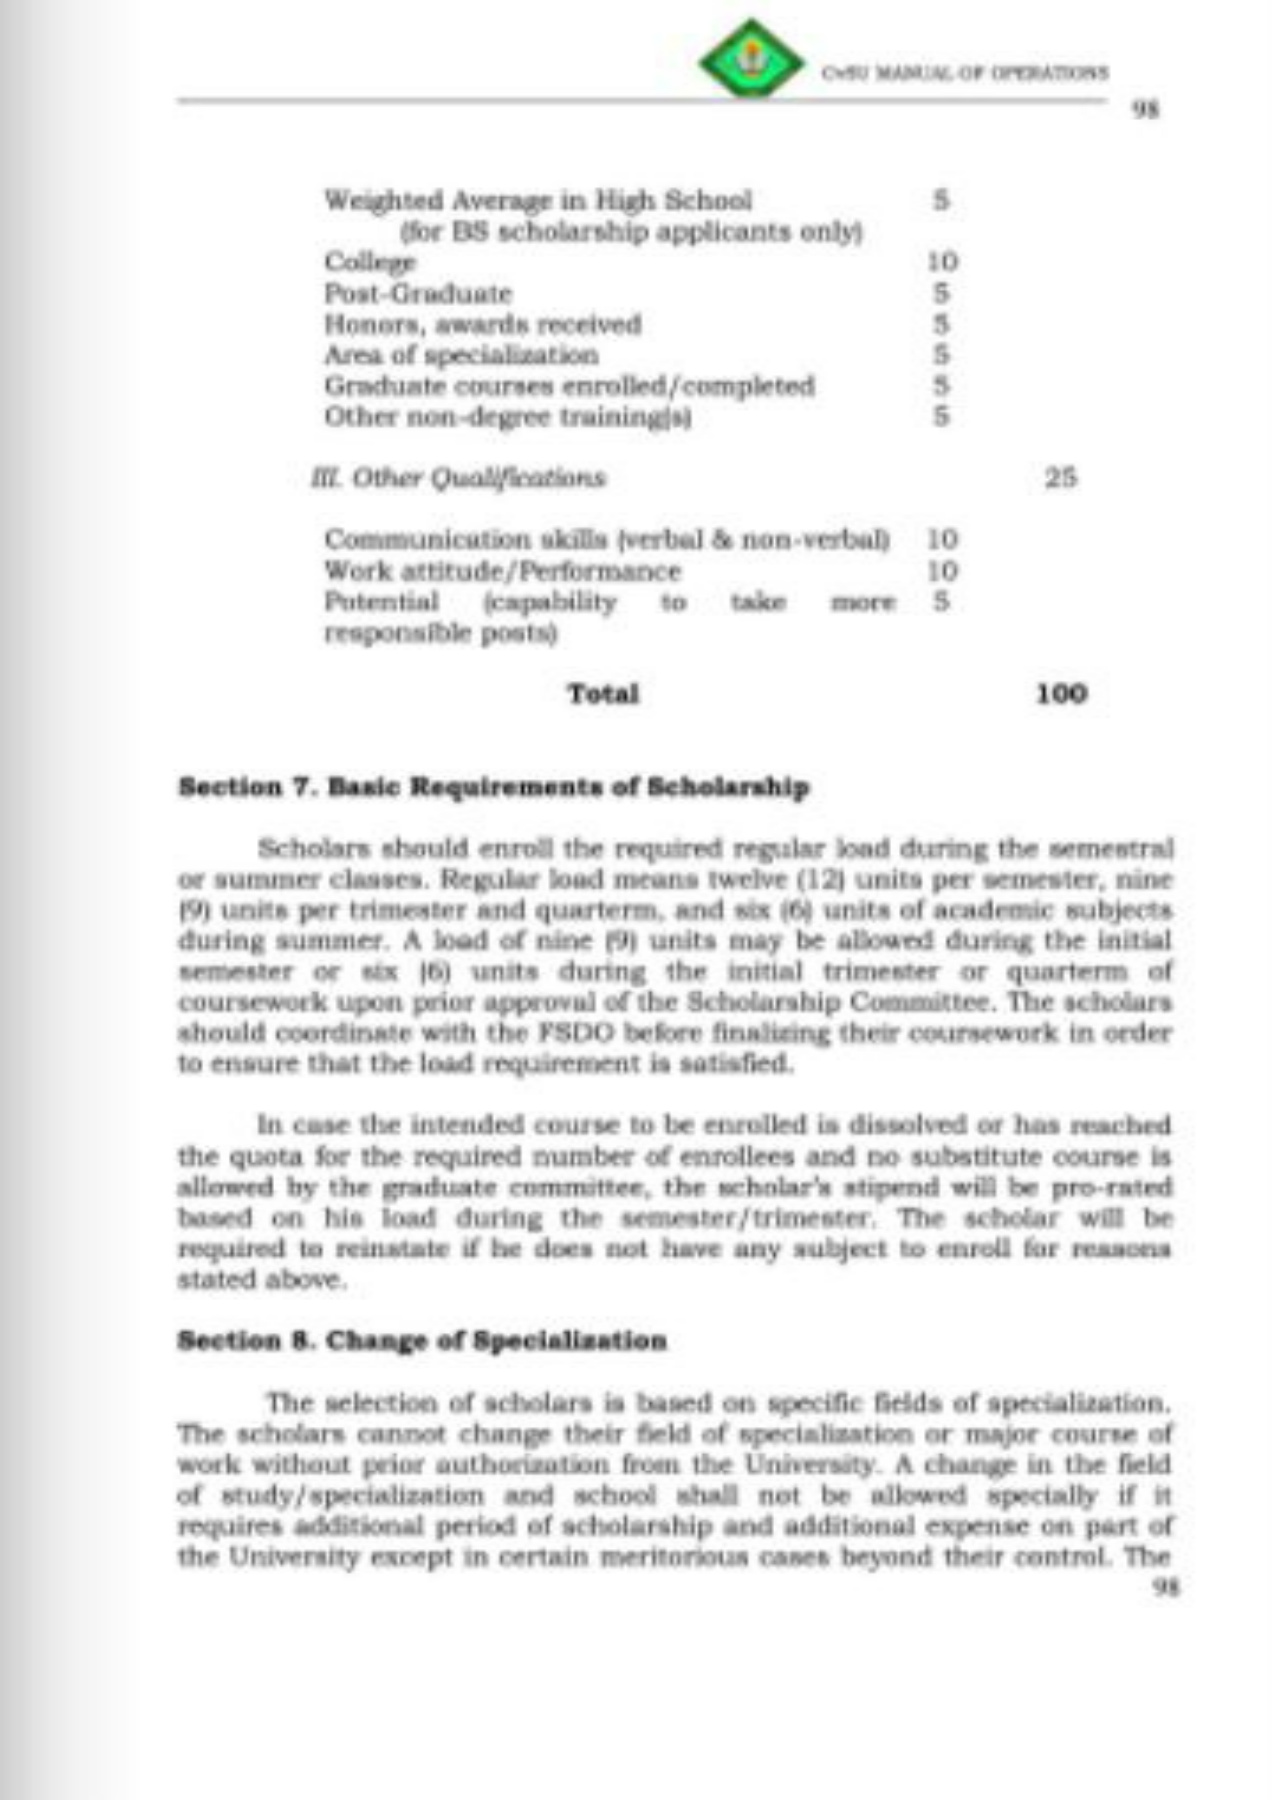 CvSU MANUAL OF OPERATIONS
98
Weighted Average in High School 5
(for BS scholarship applicants only)
College 10
Post-Graduate 5
Honors, awards received 5
Area of specialization 5
Graduate courses enrolled/completed 5
Other non-degree training(s) 5
III. Other Qualifications 25
Communication skills (verbal & non-verbal) 10
Work attitude/Performance 10
Potential (capability to take more 5
responsible posts)
Total 100
Section 7. Basic Requirements of Scholarship
Scholars should enroll the required regular load during the semestral
or summer classes. Regular load means twelve (12) units per semester, nine
(9) units per trimester and quarterm, and six (6) units of academic subjects
during summer. A load of nine (9) units may be allowed during the initial
semester or six (6) units during the initial trimester or quarterm of
coursework upon prior approval of the Scholarship Committee. The scholars
should coordinate with the FSDO before finalizing their coursework in order
to ensure that the load requirement is satisfied.
In case the intended course to be enrolled is dissolved or has reached
the quota for the required number of enrollees and no substitute course is
allowed by the graduate committee, the scholar's stipend will be pro-rated
based on his load during the semester/trimester. The scholar will be
required to reinstate if he does not have any subject to enroll for reasons
stated above.
Section 8. Change of Specialization
The selection of scholars is based on specific fields of specialization.
The scholars cannot change their field of specialization or major course of
work without prior authorization from the University. A change in the field
of study/specialization and school shall not be allowed specially if it
requires additional period of scholarship and additional expense on part of
the University except in certain meritorious cases beyond their control. The
98